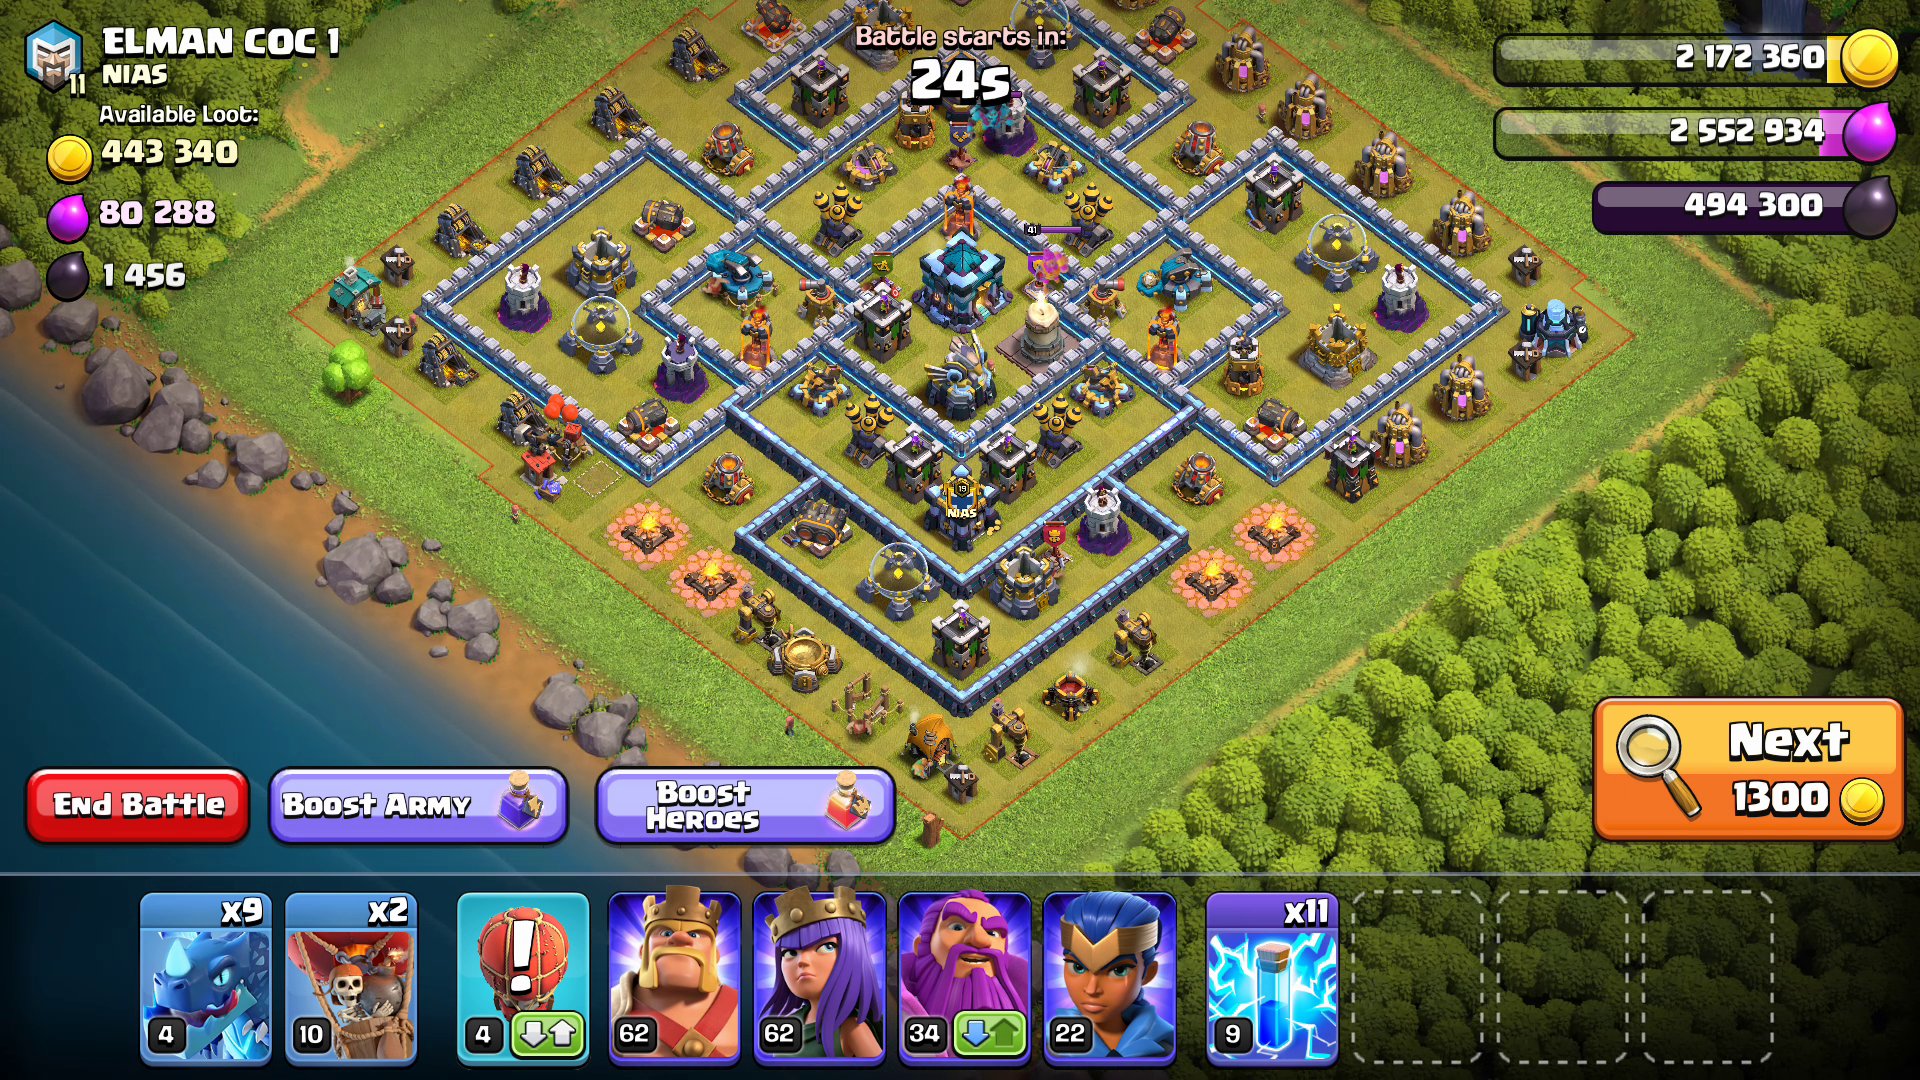 ELMAN COC 1
11
NIAS
Available Loot:
443 340
80 288
1 456
Battle starts in:
24s
2 172 360
2 552 934
494 300
41
19
NIAS
Next
1300
End Battle
Boost Army
Boost
Heroes
x9
4
x2
10
!
4
62
62
34
22
x11
9